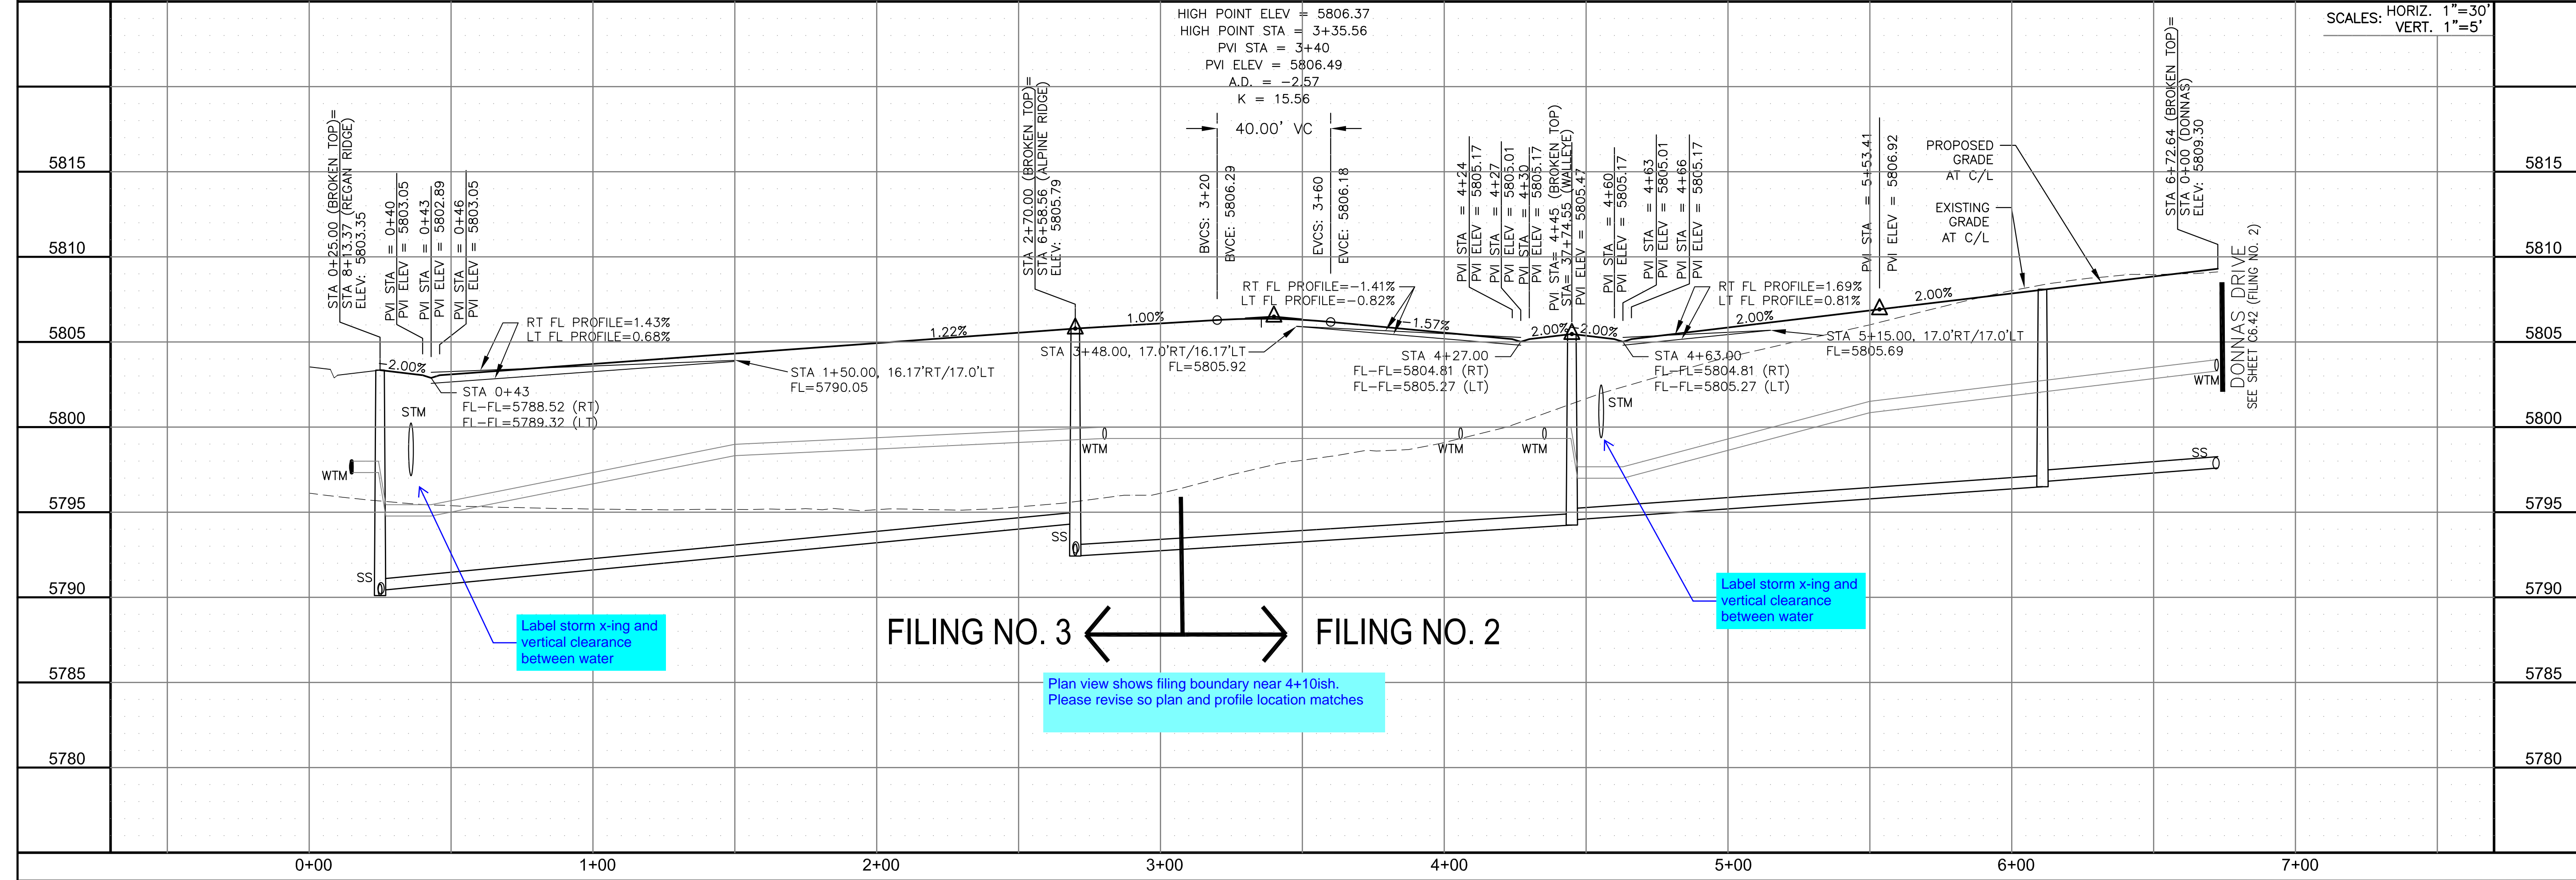 HIGH POINT ELEV = 5806.37
HIGH POINT STA = 3+35.56
PVI STA = 3+40
PVI ELEV = 5806.49
A.D. = -2.57
K = 15.56
40.00' VC
SCALES: HORIZ. 1"=30'
VERT. 1"=5'
STA 0+25.00 (BROKEN TOP)=
STA 8+13.37 (REGAN RIDGE)
ELEV: 5803.35
PVI STA = 0+40
PVI ELEV = 5803.05
PVI STA = 0+43
PVI ELEV = 5802.89
PVI STA = 0+46
PVI ELEV = 5803.05
STA 2+70.00 (BROKEN TOP)=
STA 6+58.56 (ALPINE RIDGE)
ELEV: 5805.79
BVCS: 3+20
BVCE: 5806.29
EVCS: 3+60
EVCE: 5806.18
PVI STA = 4+24
PVI ELEV = 5805.17
PVI STA = 4+27
PVI ELEV = 5805.01
PVI STA = 4+30
PVI ELEV = 5805.17
PVI STA= 4+45 (BROKEN TOP)
STA= 37+74.55 (WALLEYE)
PVI ELEV = 5805.47
PVI STA = 4+60
PVI ELEV = 5805.17
PVI STA = 4+63
PVI ELEV = 5805.01
PVI STA = 4+66
PVI ELEV = 5805.17
PVI STA = 5+53.41
PVI ELEV = 5806.92
PROPOSED
GRADE
AT C/L
EXISTING
GRADE
AT C/L
STA 6+72.64 (BROKEN TOP)=
STA 0+00 (DONNAS)
ELEV: 5809.30
DONNAS DRIVE
SEE SHEET C6.42 (FILING NO. 2)
5815
5810
5805
5800
5795
5790
5785
5780
5815
5810
5805
5800
5795
5790
5785
5780
RT FL PROFILE=1.43%
LT FL PROFILE=0.68%
-2.00%
1.22%
1.00%
RT FL PROFILE=-1.41%
LT FL PROFILE=-0.82%
-1.57%
2.00%
-2.00%
RT FL PROFILE=1.69%
LT FL PROFILE=0.81%
2.00%
2.00%
STA 0+43
FL-FL=5788.52 (RT)
FL-FL=5789.32 (LT)
STA 1+50.00, 16.17'RT/17.0'LT
FL=5790.05
STA 3+48.00, 17.0'RT/16.17'LT
FL=5805.92
STA 4+27.00
FL-FL=5804.81 (RT)
FL-FL=5805.27 (LT)
STA 4+63.00
FL-FL=5804.81 (RT)
FL-FL=5805.27 (LT)
STA 5+15.00, 17.0'RT/17.0'LT
FL=5805.69
STM
WTM
WTM
WTM
WTM
STM
WTM
SS
SS
SS
Label storm x-ing and
vertical clearance
between water
FILING NO. 3
FILING NO. 2
Plan view shows filing boundary near 4+10ish.
Please revise so plan and profile location matches
Label storm x-ing and
vertical clearance
between water
0+00
1+00
2+00
3+00
4+00
5+00
6+00
7+00